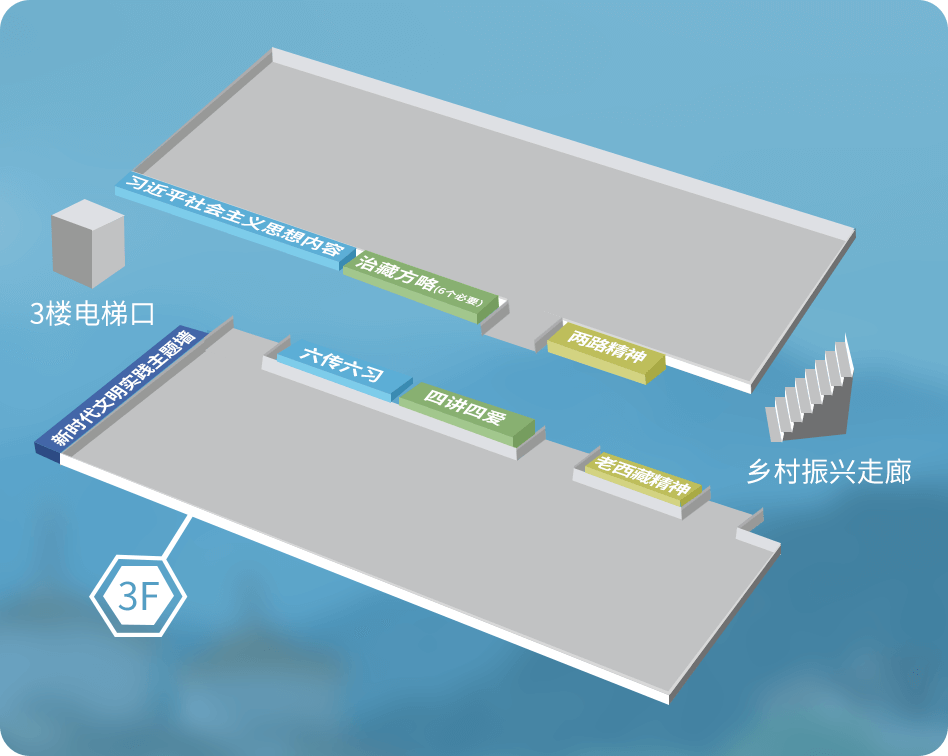 习近平社会主义思想内容
治藏方略(6个必要)
两路精神
3楼电梯口
新时代文明实践主题墙
六传六习
四讲四爱
老西藏精神
乡村振兴走廊
3F